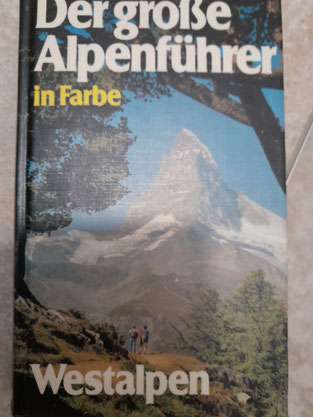 Der große
Alpenführer
in Farbe
Westalpen